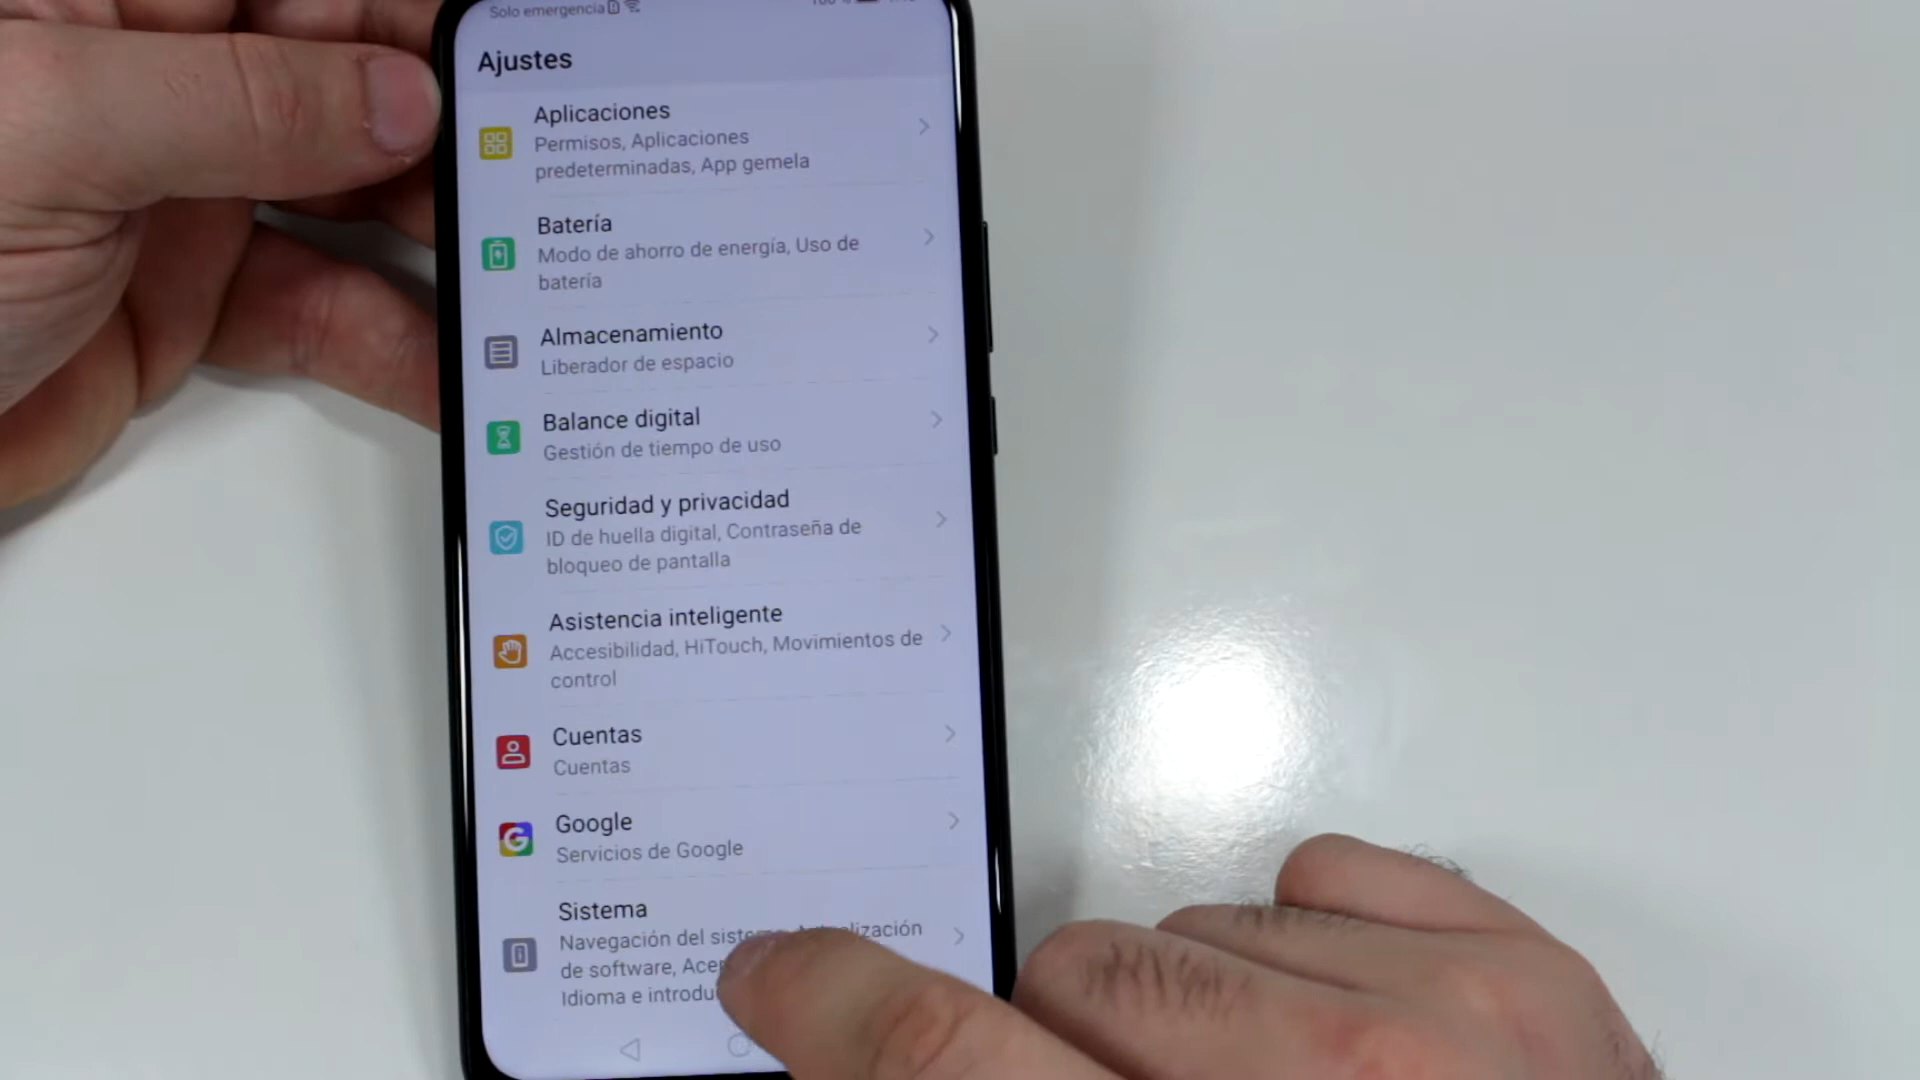 Solo emergencia
Ajustes
Aplicaciones
Permisos, Aplicaciones
predeterminadas, App gemela
Batería
Modo de ahorro de energía, Uso de
batería
Almacenamiento
Liberador de espacio
Balance digital
Gestión de tiempo de uso
Seguridad y privacidad
ID de huella digital, Contraseña de
bloqueo de pantalla
Asistencia inteligente
Accesibilidad, HiTouch, Movimientos de
control
Cuentas
Cuentas
Google
Servicios de Google
Sistema
Navegación del sistema, Actualización
de software,
Idioma e